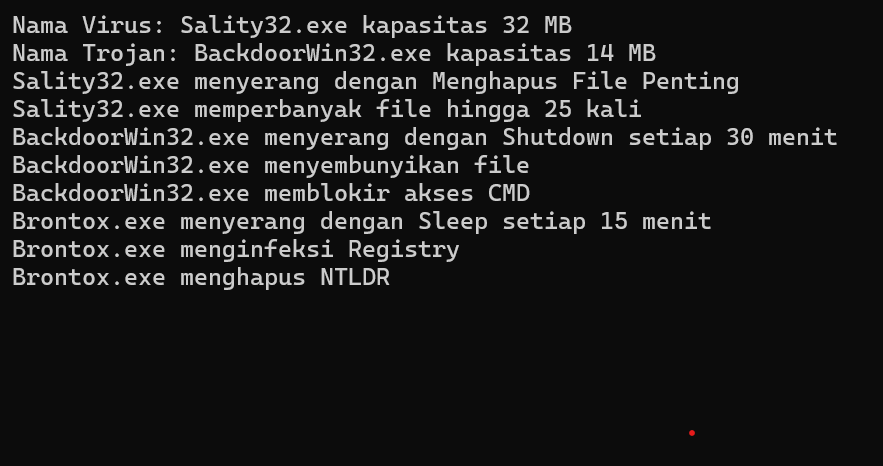 Nama Virus: Sality32.exe kapasitas 32 MB
Nama Trojan: BackdoorWin32.exe kapasitas 14 MB
Sality32.exe menyerang dengan Menghapus File Penting
Sality32.exe memperbanyak file hingga 25 kali
BackdoorWin32.exe menyerang dengan Shutdown setiap 30 menit
BackdoorWin32.exe menyembunyikan file
BackdoorWin32.exe memblokir akses CMD
Brontox.exe menyerang dengan Sleep setiap 15 menit
Brontox.exe menginfeksi Registry
Brontox.exe menghapus NTLDR